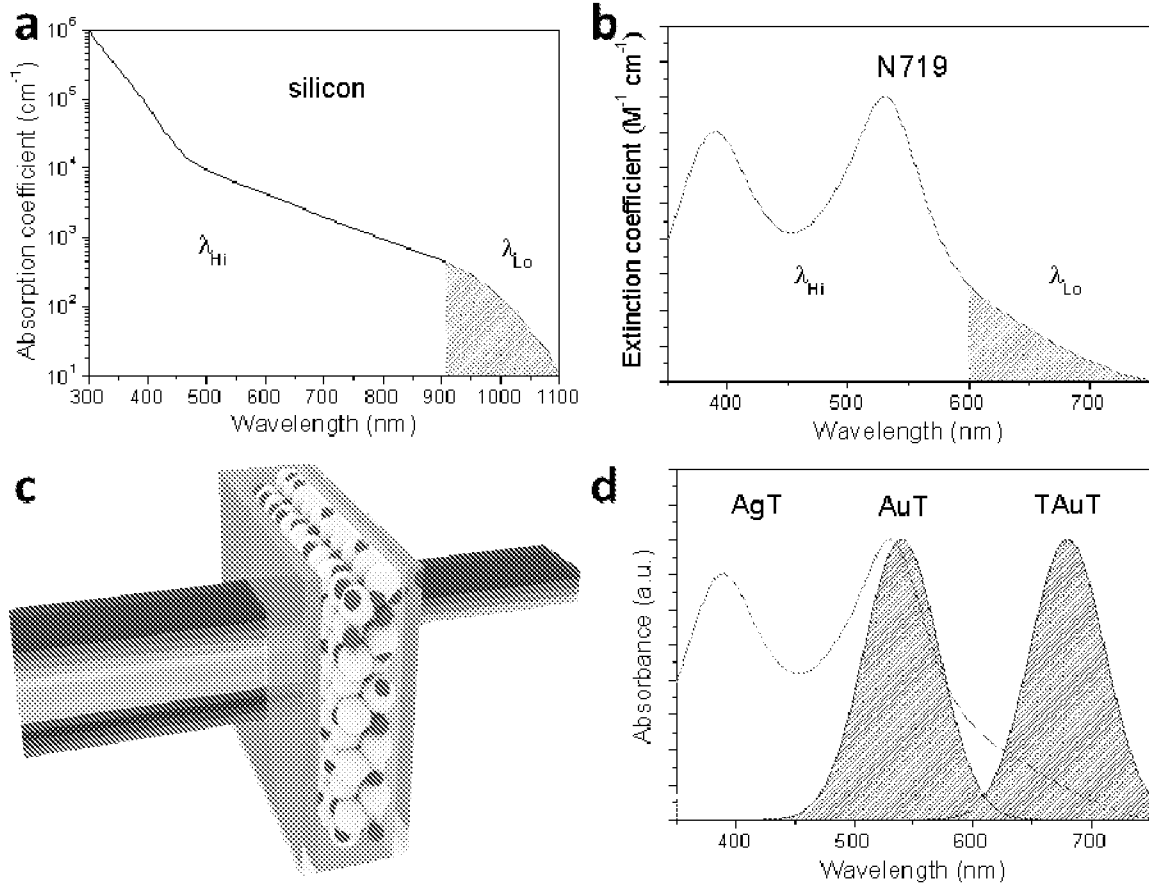 a
silicon
Absorption coefficient (cm⁻¹)
10⁶
10⁵
10⁴
10³
10²
10¹
λHi
λLo
300 400 500 600 700 800 900 1000 1100
Wavelength (nm)
b
N719
Extinction coefficient (M⁻¹ cm⁻¹)
λHi
λLo
400 500 600 700
Wavelength (nm)
c
d
AgT AuT TAuT
Absorbance (a.u.)
400 500 600 700
Wavelength (nm)